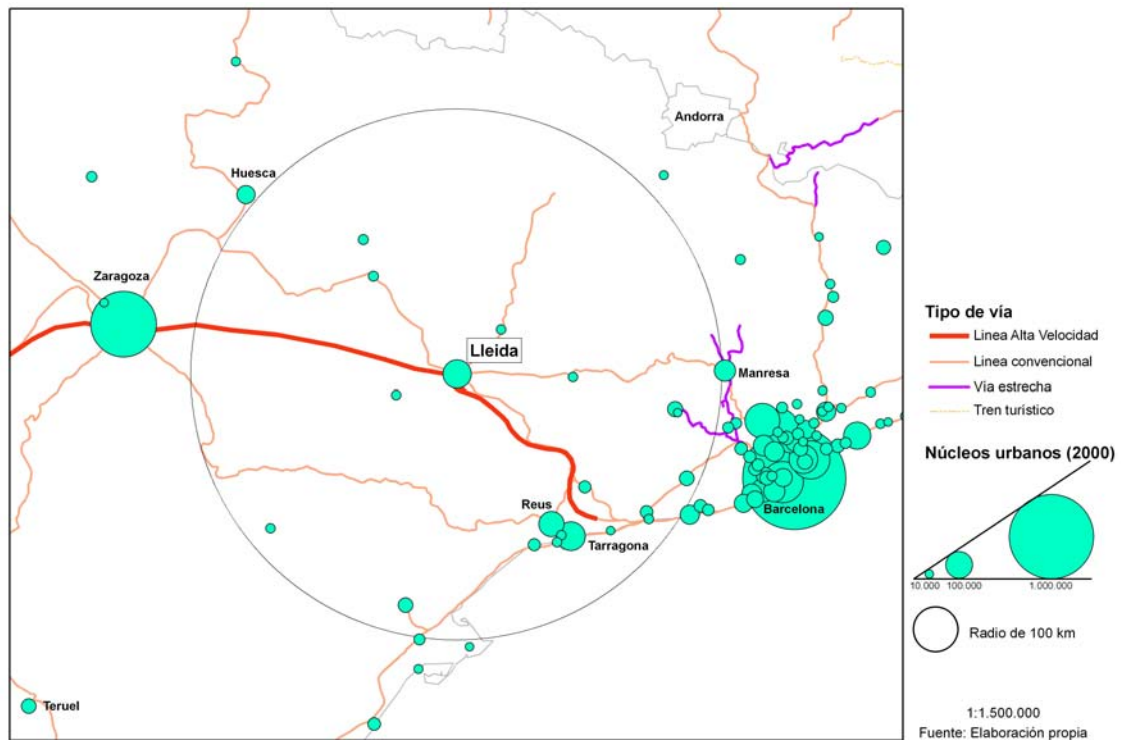 Andorra
Huesca
Zaragoza
Lleida
Manresa
Reus
Barcelona
Tarragona
Teruel
Tipo de vía
Linea Alta Velocidad
Linea convencional
Via estrecha
Tren turístico
Núcleos urbanos (2000)
10.000 100.000 1.000.000
Radio de 100 km
1:1.500.000
Fuente: Elaboración propia